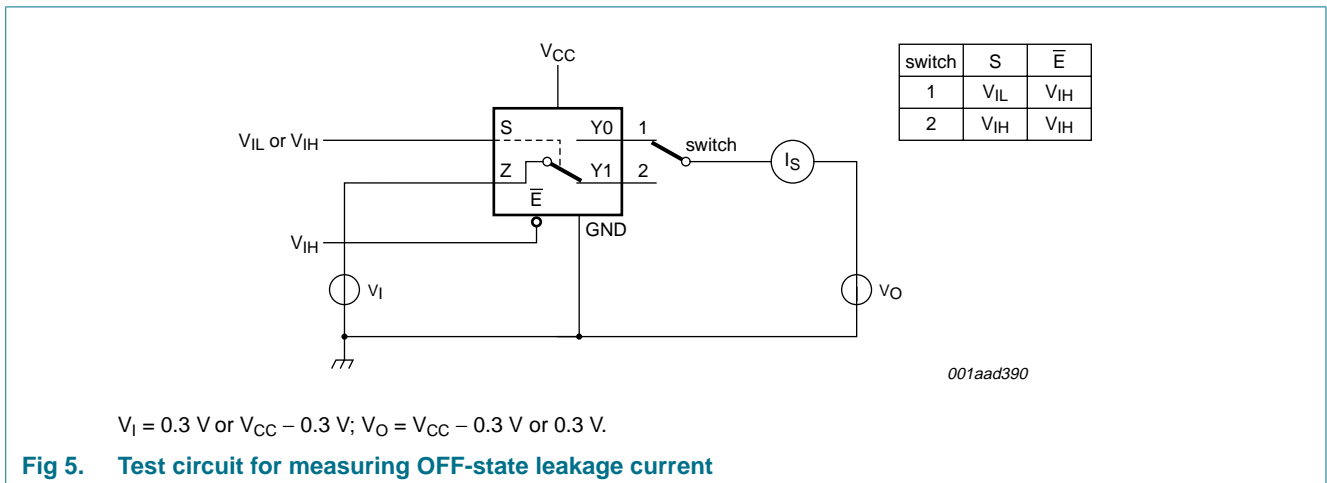 VCC
switch S E̅
1 VIL VIH
2 VIH VIH
VIL or VIH
S Y0 1
switch
IS
Z Y1 2
E̅
GND
VIH
VI
VO
001aad390
VI = 0.3 V or VCC − 0.3 V; VO = VCC − 0.3 V or 0.3 V.
Fig 5. Test circuit for measuring OFF-state leakage current